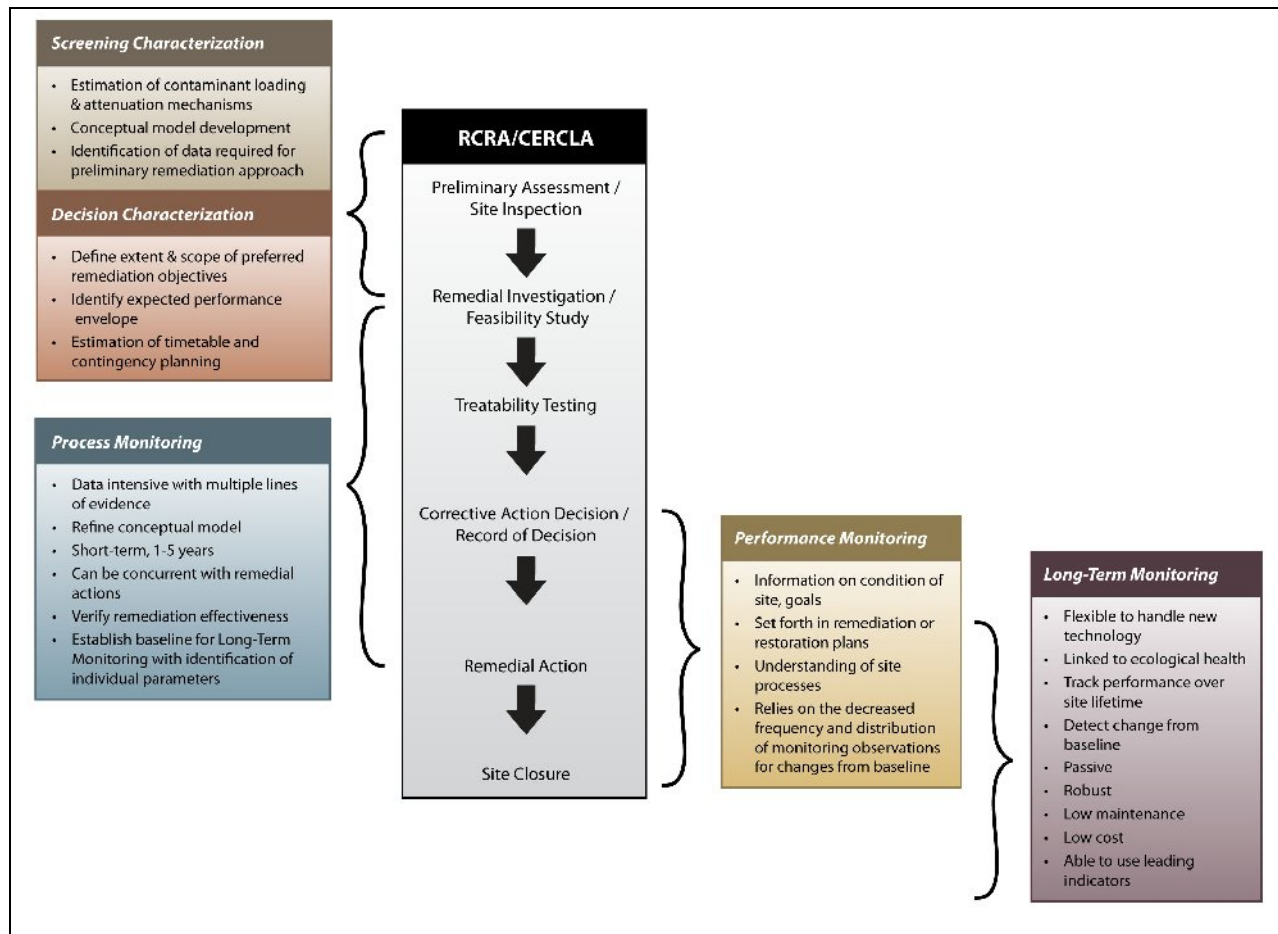 Screening Characterization
• Estimation of contaminant loading
& attenuation mechanisms
• Conceptual model development
• Identification of data required for
preliminary remediation approach
Decision Characterization
• Define extent & scope of preferred
remediation objectives
• Identify expected performance
envelope
• Estimation of timetable and
contingency planning
Process Monitoring
• Data intensive with multiple lines
of evidence
• Refine conceptual model
• Short-term, 1-5 years
• Can be concurrent with remedial
actions
• Verify remediation effectiveness
• Establish baseline for Long-Term
Monitoring with identification of
individual parameters
RCRA/CERCLA
Preliminary Assessment /
Site Inspection
Remedial Investigation /
Feasibility Study
Treatability Testing
Corrective Action Decision /
Record of Decision
Remedial Action
Site Closure
Performance Monitoring
• Information on condition of
site, goals
• Set forth in remediation or
restoration plans
• Understanding of site
processes
• Relies on the decreased
frequency and distribution
of monitoring observations
for changes from baseline
Long-Term Monitoring
• Flexible to handle new
technology
• Linked to ecological health
• Track performance over
site lifetime
• Detect change from
baseline
• Passive
• Robust
• Low maintenance
• Low cost
• Able to use leading
indicators